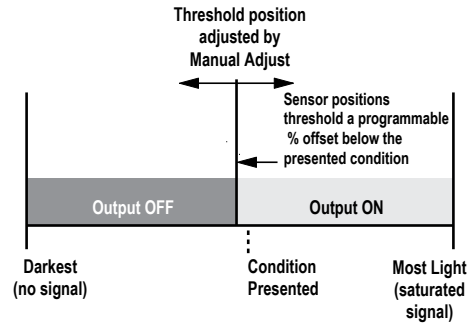 Threshold position
adjusted by
Manual Adjust
Sensor positions
threshold a programmable
% offset below the
presented condition
Output OFF
Output ON
Darkest
(no signal)
Condition
Presented
Most Light
(saturated
signal)